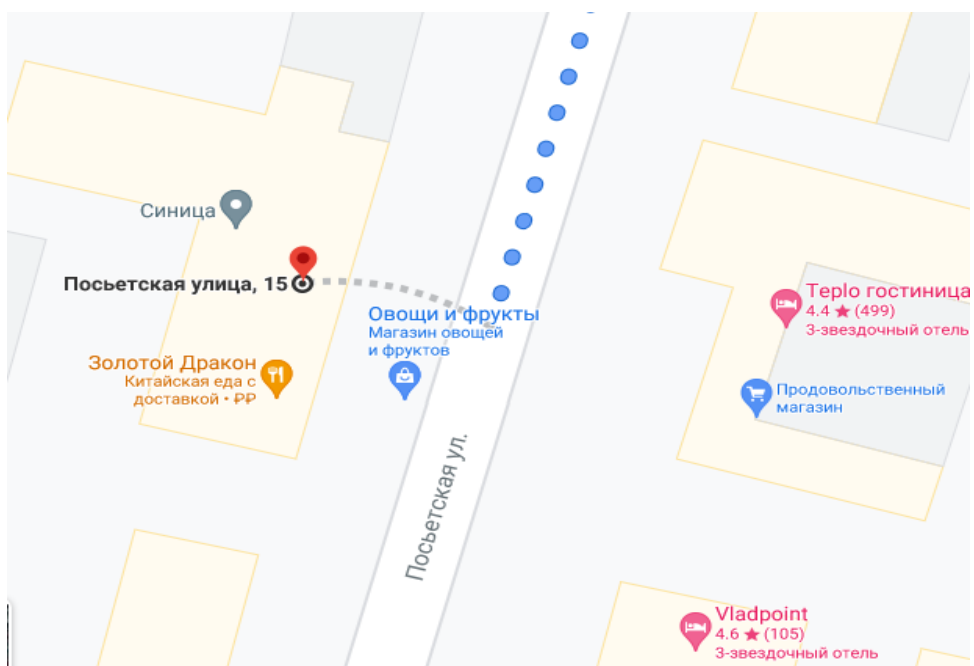 Синица
Посьетская улица, 15
Teplo гостиница
4.4 ★ (499)
3-звездочный отель
Овощи и фрукты
Магазин овощей
и фруктов
Золотой Дракон
Китайская еда с
доставкой • ₽₽
Продовольственный
магазин
Посьетская ул.
Vladpoint
4.6 ★ (105)
3-звездочный отель